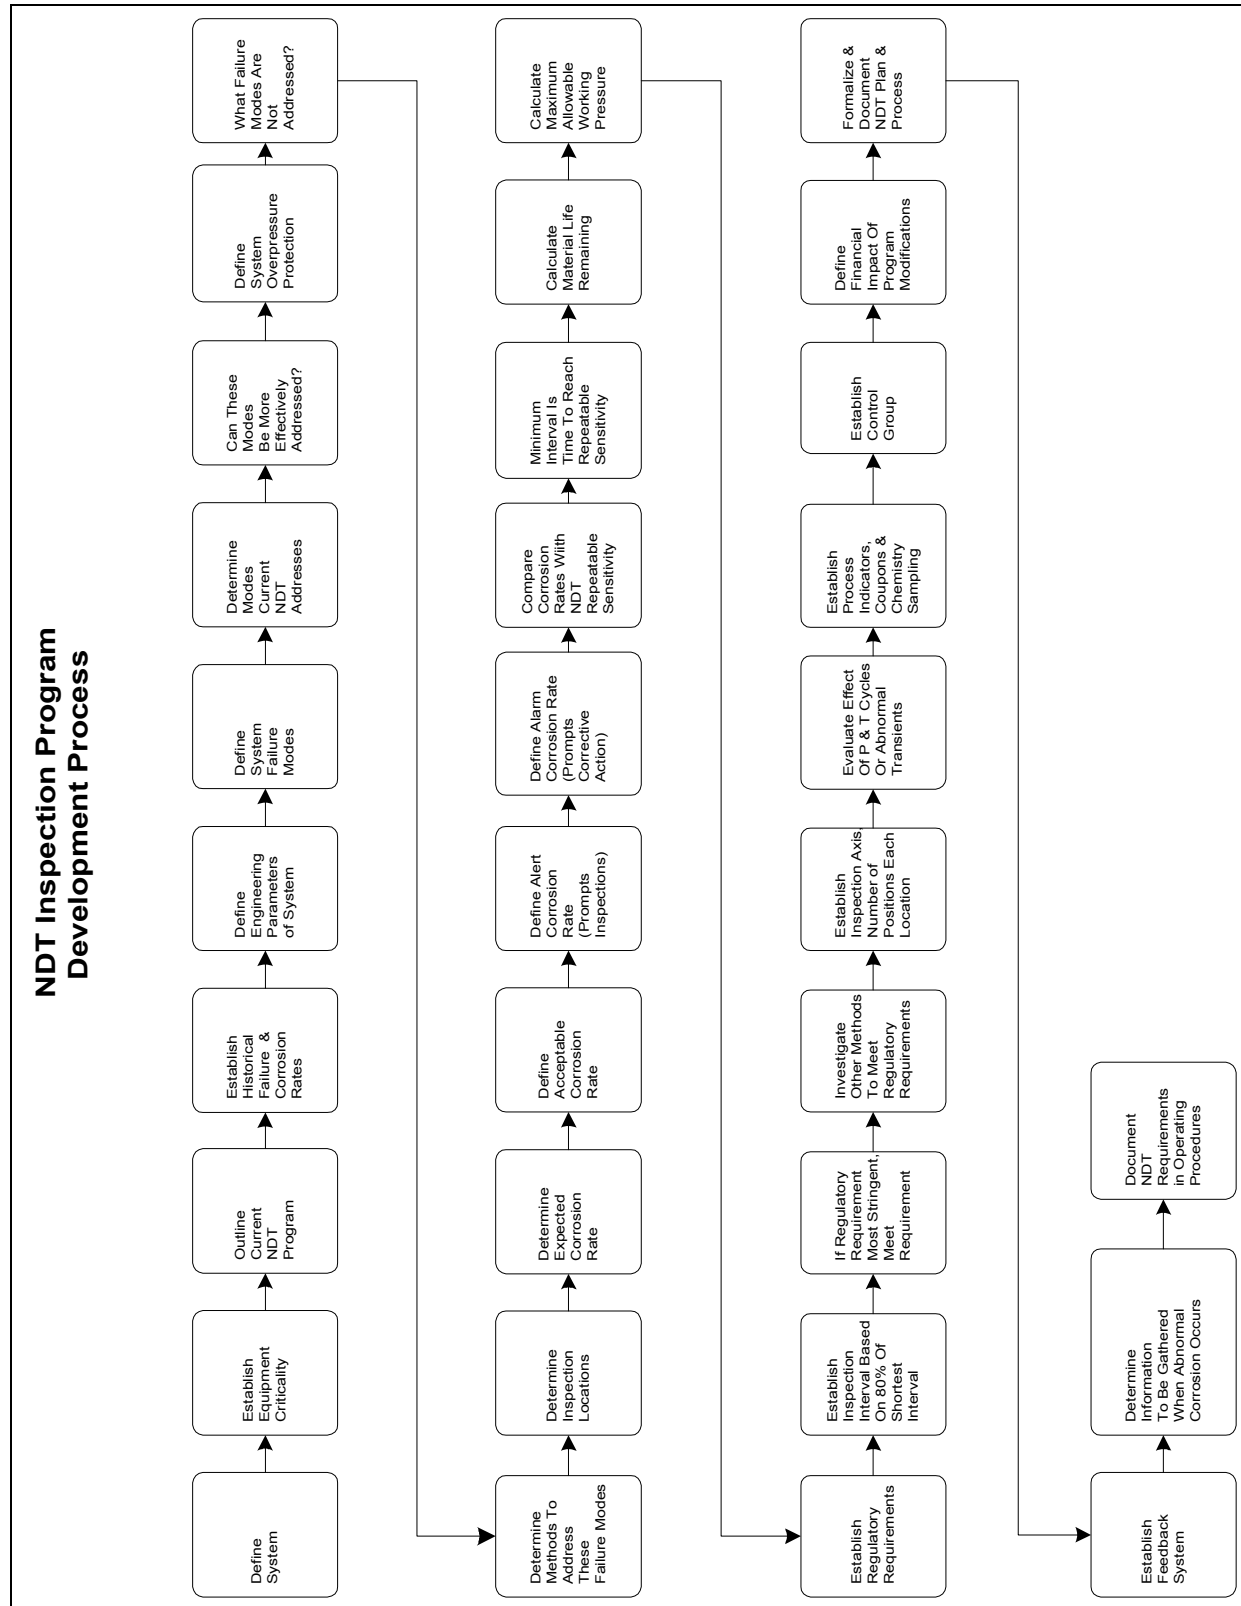 NDT Inspection Program
Development Process
Define
System
Establish
Equipment
Criticality
Outline
Current
NDT
Program
Establish
Historical
Failure &
Corrosion
Rates
Define
Engineering
Parameters
of System
Define
System
Failure
Modes
Determine
Modes
Current
NDT
Addresses
Can These
Modes
Be More
Effectively
Addressed?
Define
System
Overpressure
Protection
What Failure
Modes Are
Not
Addressed?
Determine
Methods To
Address
These
Failure Modes
Determine
Inspection
Locations
Determine
Expected
Corrosion
Rate
Define
Acceptable
Corrosion
Rate
Define Alert
Corrosion
Rate
(Prompts
Inspections)
Define Alarm
Corrosion Rate
(Prompts
Corrective
Action)
Compare
Corrosion
Rates Wiith
NDT
Repeatable
Sensitivity
Minimum
Interval Is
Time To Reach
Repeatable
Sensitivity
Calculate
Material Life
Remaining
Calculate
Maximum
Allowable
Working
Pressure
Establish
Regulatory
Requirements
Establish
Inspection
Interval Based
On 80% Of
Shortest
Interval
If Regulatory
Requirement
Most Stringent,
Meet
Requirement
Investigate
Other Methods
To Meet
Regulatory
Requirements
Establish
Inspection Axis,
Number of
Positions Each
Location
Evaluate Effect
Of P & T Cycles
Or Abnormal
Transients
Establish
Process
Indicators,
Coupons &
Chemistry
Sampling
Establish
Control
Group
Define
Financial
Impact Of
Program
Modifications
Formalize &
Document
NDT Plan &
Process
Establish
Feedback
System
Determine
Information
To Be Gathered
When Abnormal
Corrosion Occurs
Document
NDT
Requirements
in Operating
Procedures